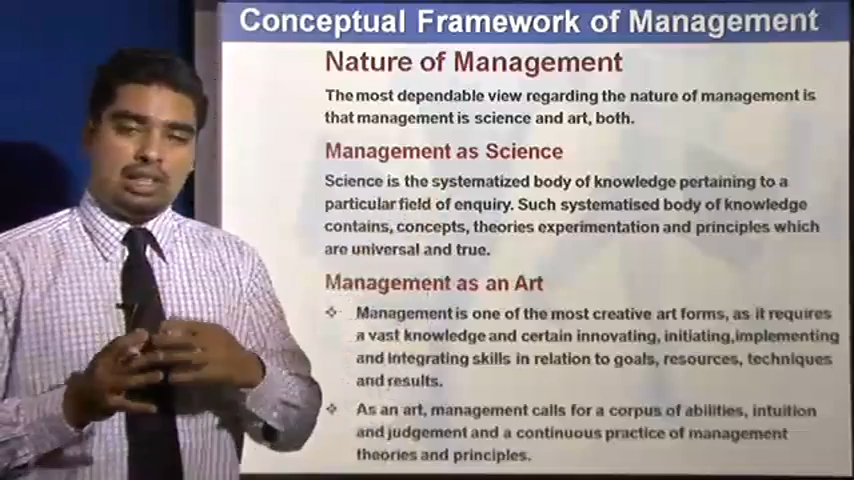 Conceptual Framework of Management
Nature of Management
The most dependable view regarding the nature of management is
that management is science and art, both.
Management as Science
Science is the systematized body of knowledge pertaining to a
particular field of enquiry. Such systematised body of knowledge
contains, concepts, theories experimentation and principles which
are universal and true.
Management as an Art
Management is one of the most creative art forms, as it requires
a vast knowledge and certain innovating, initiating,implementing
and integrating skills in relation to goals, resources, techniques
and results.
As an art, management calls for a corpus of abilities, intuition
and judgement and a continuous practice of management
theories and principles.